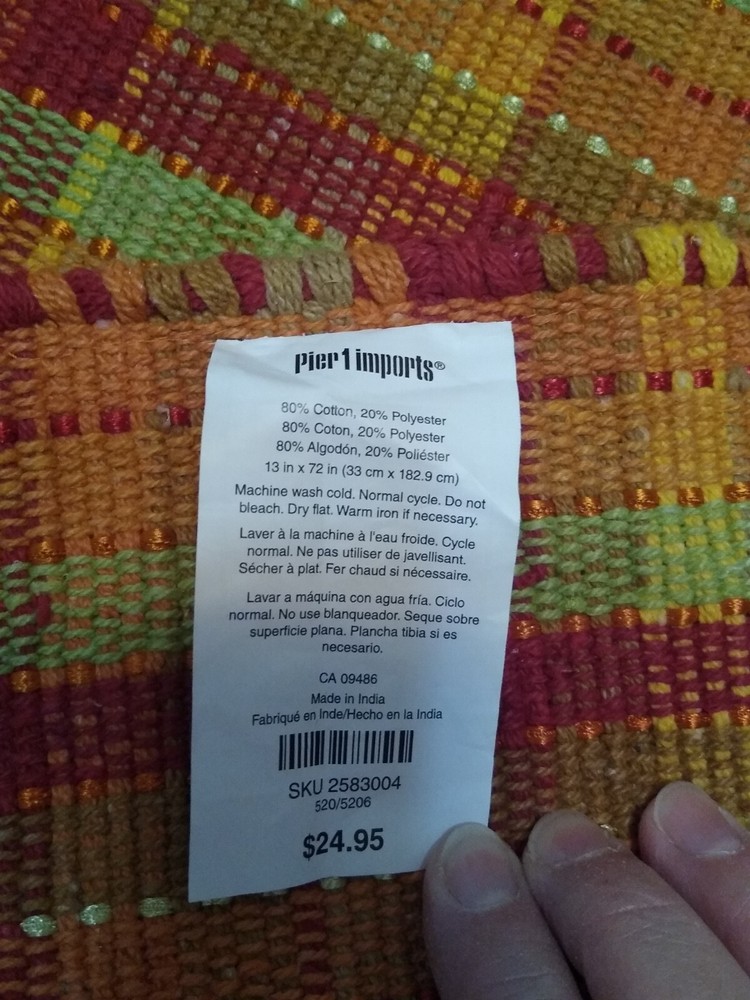 Pier 1 imports®
80% Cotton, 20% Polyester
80% Coton, 20% Polyester
80% Algodón, 20% Poliéster
13 in x 72 in (33 cm x 182.9 cm)
Machine wash cold. Normal cycle. Do not
bleach. Dry flat. Warm iron if necessary.
Laver à la machine à l'eau froide. Cycle
normal. Ne pas utiliser de javellisant.
Sécher à plat. Fer chaud si nécessaire.
Lavar a máquina con agua fría. Ciclo
normal. No use blanqueador. Seque sobre
superficie plana. Plancha tibia si es
necesario.
CA 09486
Made in India
Fabriqué en Inde/Hecho en la India
SKU 2583004
520/5206
$24.95